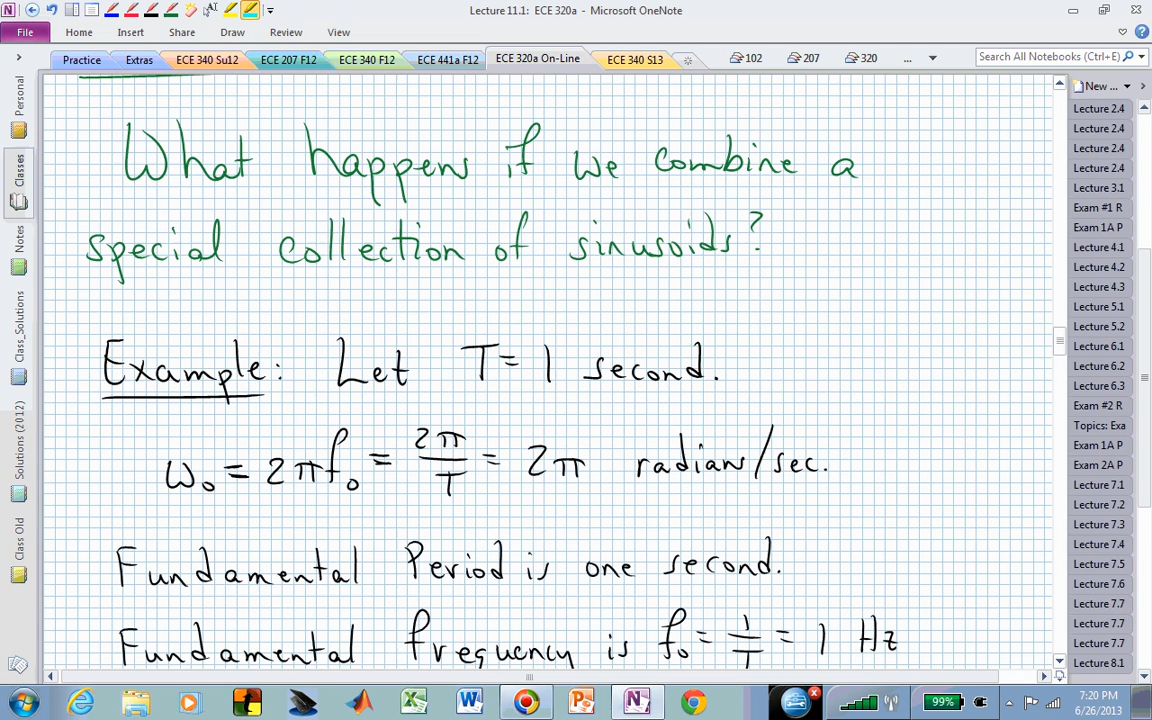 Lecture 11.1: ECE 320a - Microsoft OneNote
File Home Insert Share Draw Review View
Practice Extras ECE 340 Su12 ECE 207 F12 ECE 340 F12 ECE 441a F12 ECE 320a On-Line ECE 340 S13 102 207 320 ... Search All Notebooks (Ctrl+E)
Personal
Classes
Notes
Class_Solutions
Solutions (2012)
Class Old
What happens if we combine a
special collection of sinusoids?
Example: Let T = 1 second.
ω₀ = 2πf₀ = 2π/T = 2π radian/sec.
Fundamental Period is one second.
Fundamental frequency is f₀ = 1/T = 1 Hz
New
Lecture 2.4
Lecture 2.4
Lecture 2.4
Lecture 2.4
Lecture 3.1
Exam #1 R
Exam 1A P
Lecture 4.1
Lecture 4.2
Lecture 4.3
Lecture 5.1
Lecture 5.2
Lecture 6.1
Lecture 6.2
Lecture 6.3
Exam #2 R
Topics: Exa
Exam 1A P
Exam 2A P
Lecture 7.1
Lecture 7.2
Lecture 7.3
Lecture 7.4
Lecture 7.5
Lecture 7.6
Lecture 7.7
Lecture 7.7
Lecture 7.7
Lecture 8.1
99%
7:20 PM
6/26/2013